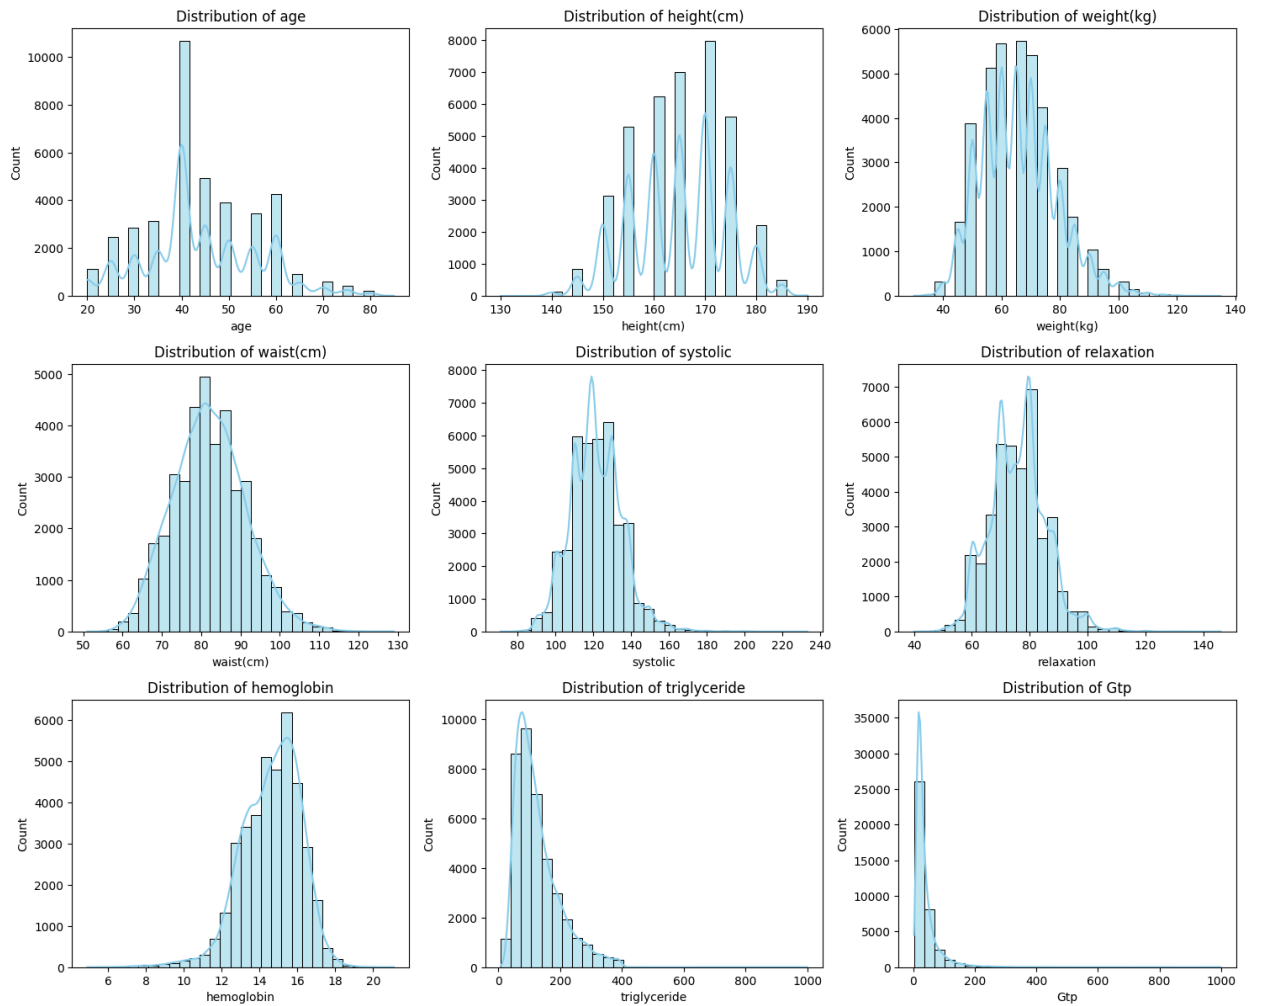 Distribution of age
Distribution of height(cm)
Distribution of weight(kg)
Count
10000
8000
6000
4000
2000
0
20 30 40 50 60 70 80
age
Count
8000
7000
6000
5000
4000
3000
2000
1000
0
130 140 150 160 170 180 190
height(cm)
Count
6000
5000
4000
3000
2000
1000
0
40 60 80 100 120 140
weight(kg)
Distribution of waist(cm)
Distribution of systolic
Distribution of relaxation
Count
5000
4000
3000
2000
1000
0
50 60 70 80 90 100 110 120 130
waist(cm)
Count
8000
7000
6000
5000
4000
3000
2000
1000
0
80 100 120 140 160 180 200 220 240
systolic
Count
7000
6000
5000
4000
3000
2000
1000
0
40 60 80 100 120 140
relaxation
Distribution of hemoglobin
Distribution of triglyceride
Distribution of Gtp
Count
6000
5000
4000
3000
2000
1000
0
6 8 10 12 14 16 18 20
hemoglobin
Count
10000
8000
6000
4000
2000
0
0 200 400 600 800 1000
triglyceride
Count
35000
30000
25000
20000
15000
10000
5000
0
0 200 400 600 800 1000
Gtp